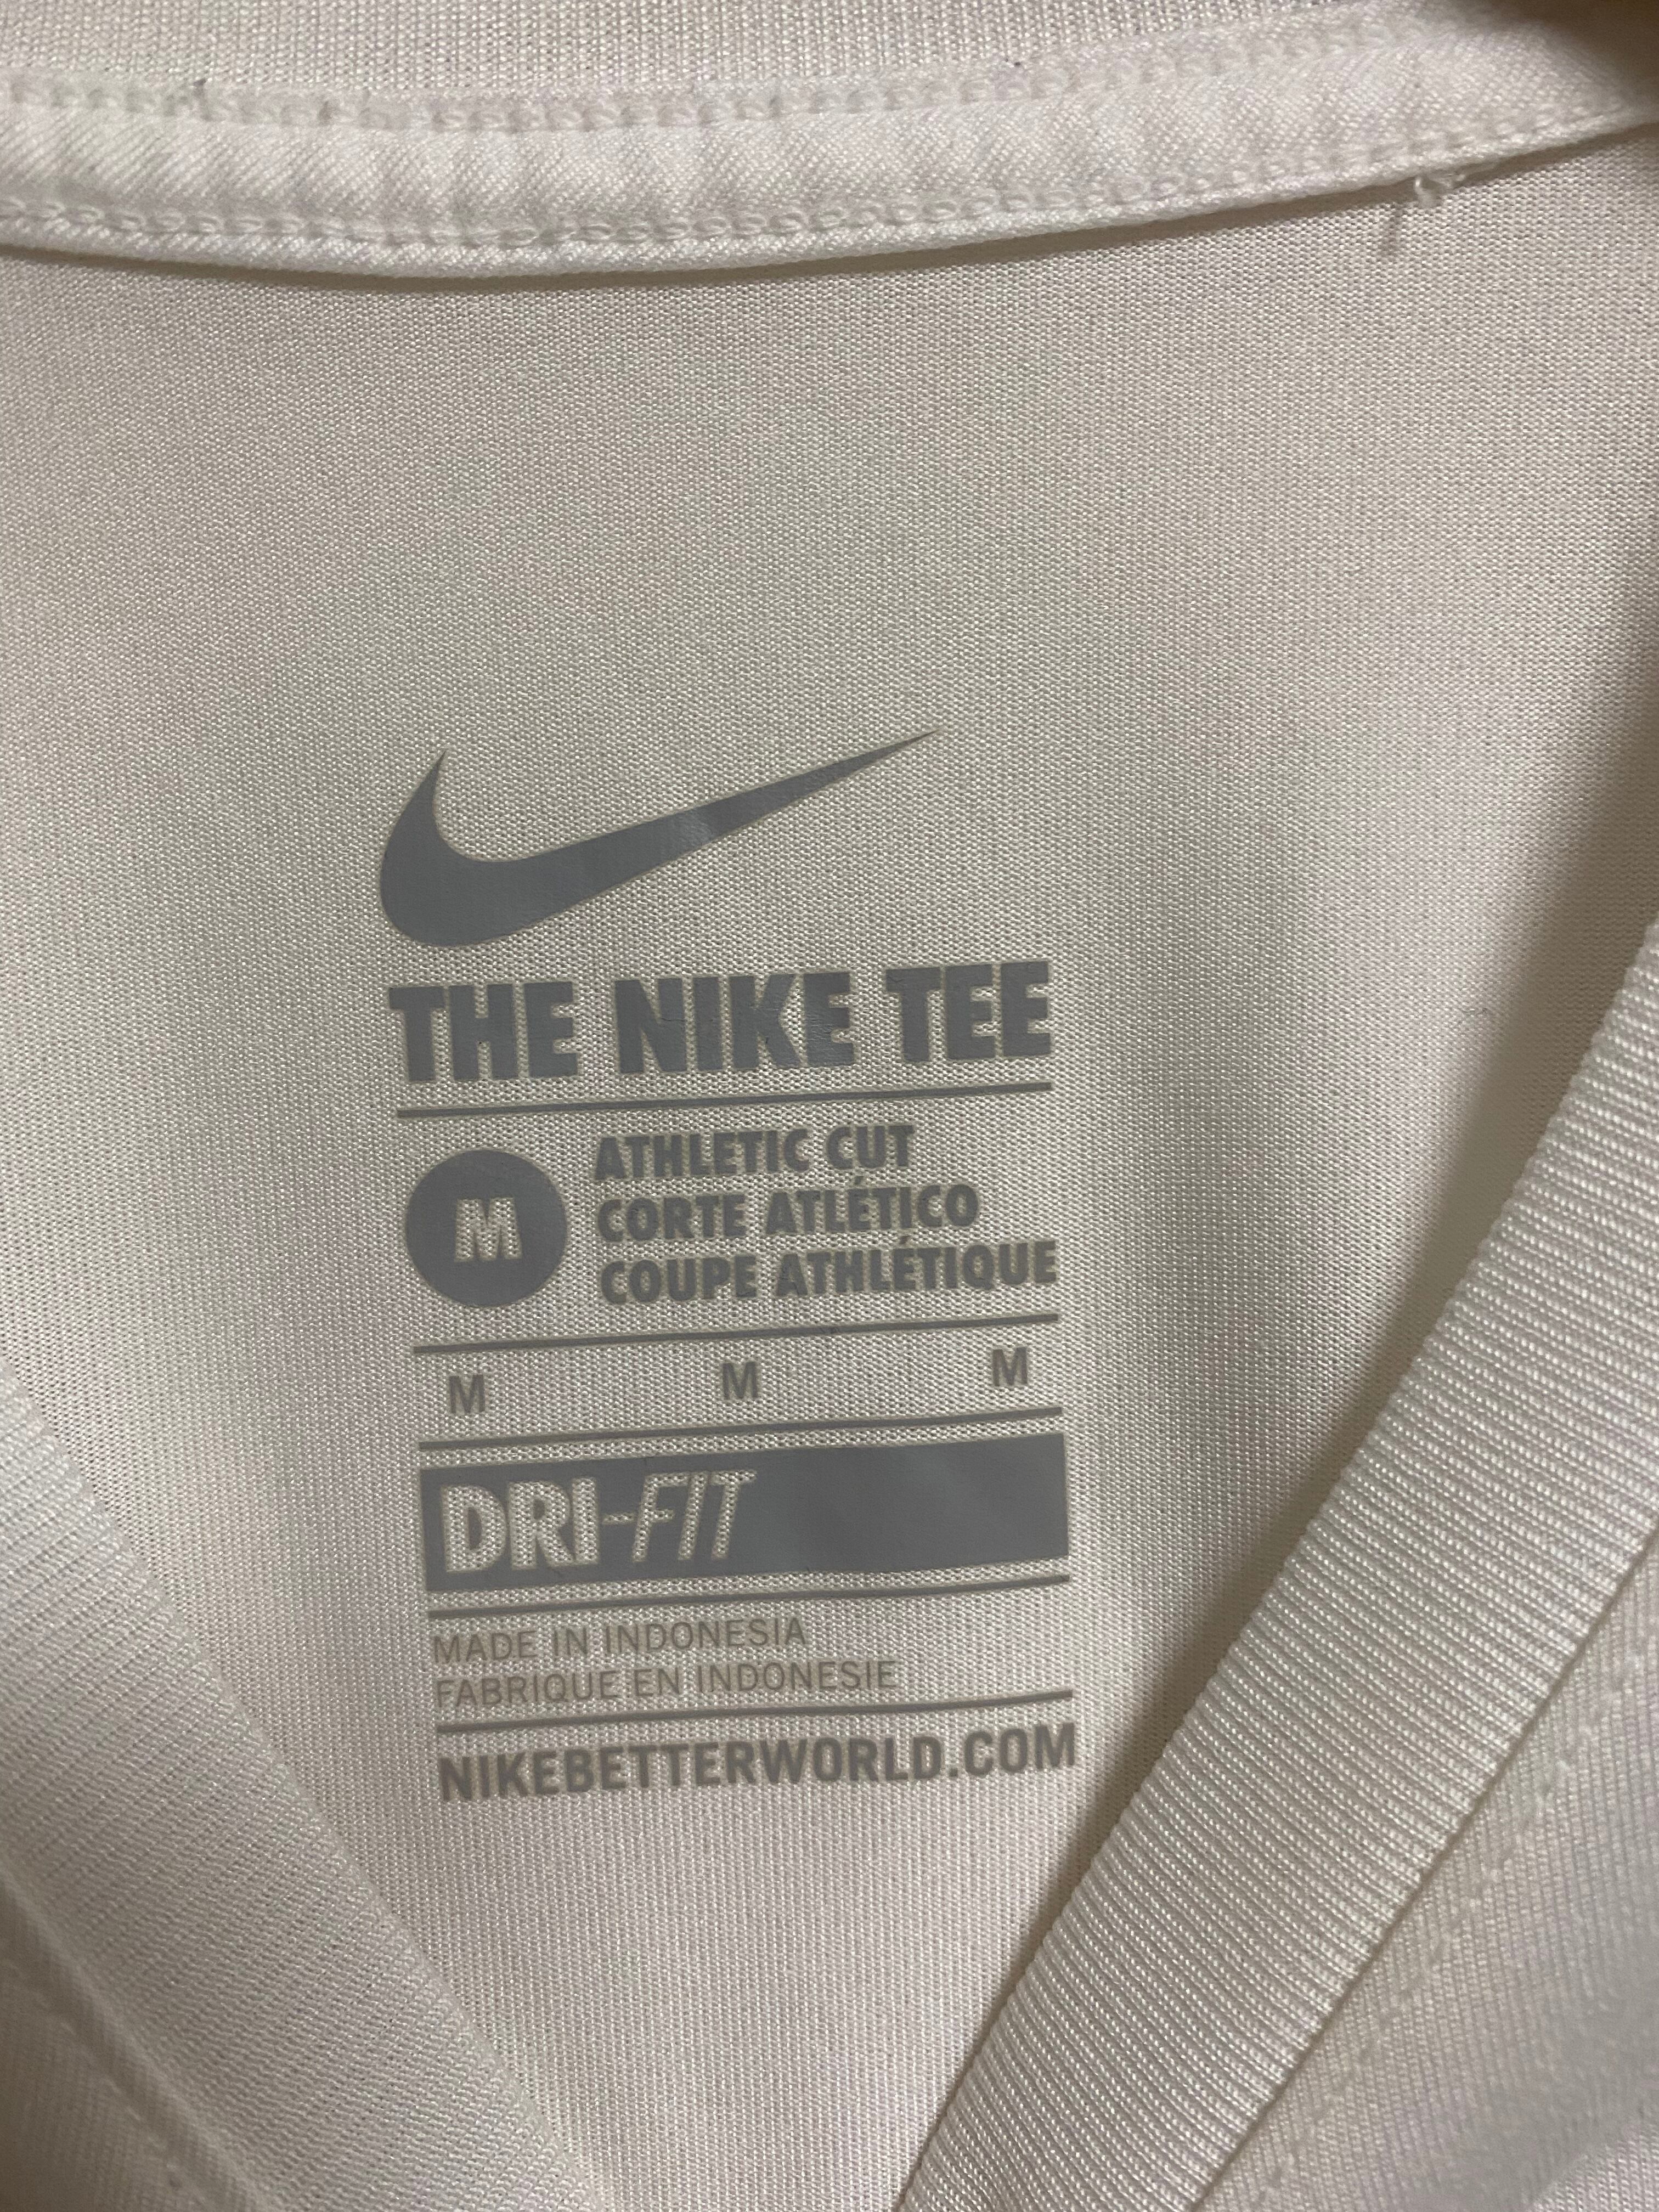 THE NIKE TEE
M
ATHLETIC CUT
CORTE ATLÉTICO
COUPE ATHLÉTIQUE
M M M
DRI-FIT
MADE IN INDONESIA
FABRIQUE EN INDONESIE
NIKEBETTERWORLD.COM